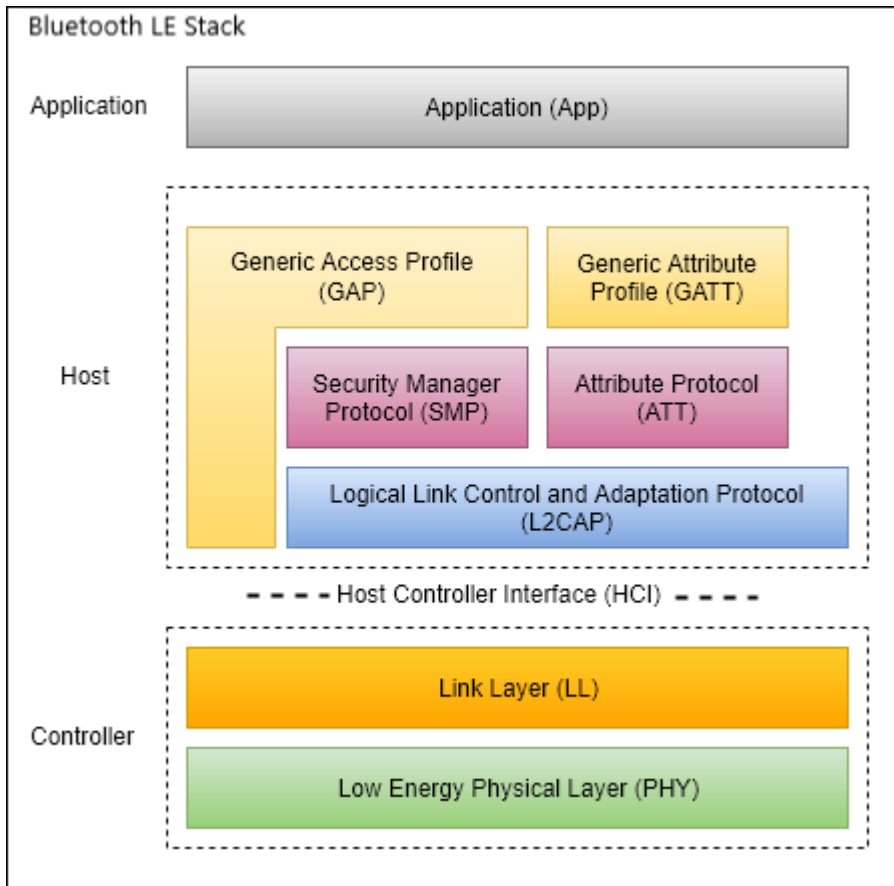 Bluetooth LE Stack
Application
Application (App)
Generic Access Profile
(GAP)
Generic Attribute
Profile (GATT)
Host
Security Manager
Protocol (SMP)
Attribute Protocol
(ATT)
Logical Link Control and Adaptation Protocol
(L2CAP)
Host Controller Interface (HCI)
Link Layer (LL)
Controller
Low Energy Physical Layer (PHY)